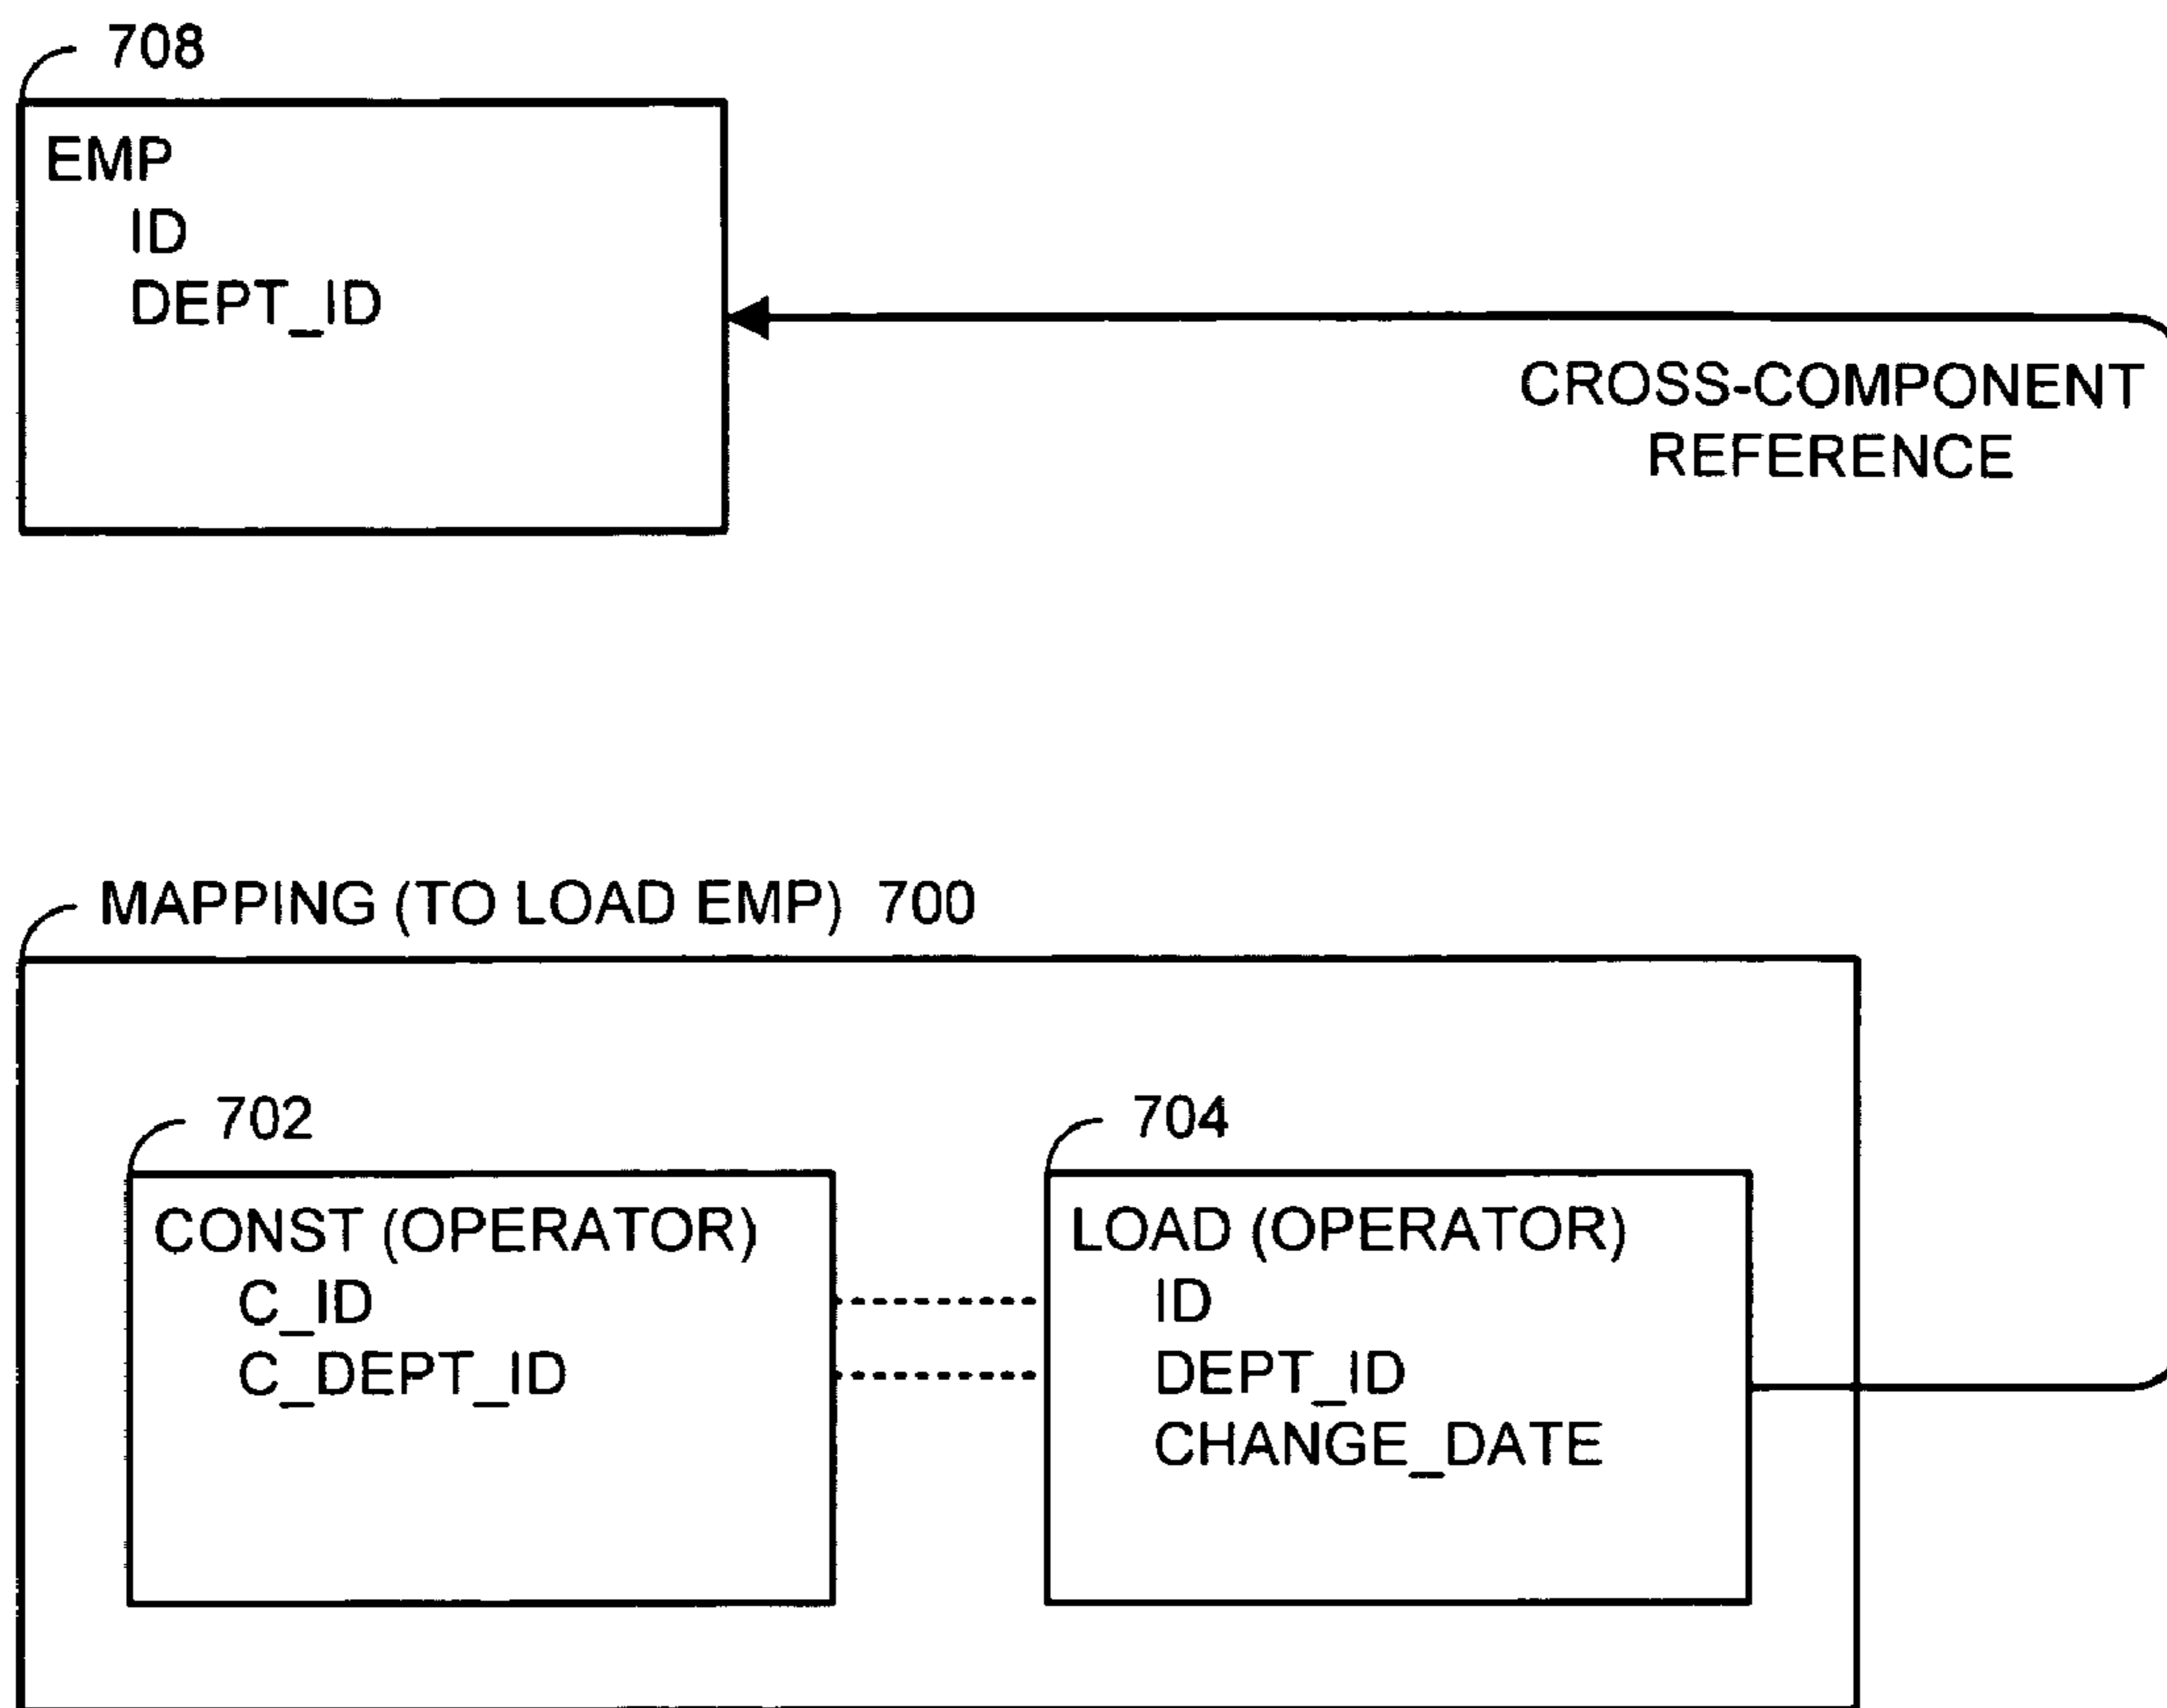 708
EMP
ID
DEPT_ID
CROSS-COMPONENT
REFERENCE
MAPPING (TO LOAD EMP) 700
702
CONST (OPERATOR)
C_ID
C_DEPT_ID
704
LOAD (OPERATOR)
ID
DEPT_ID
CHANGE_DATE